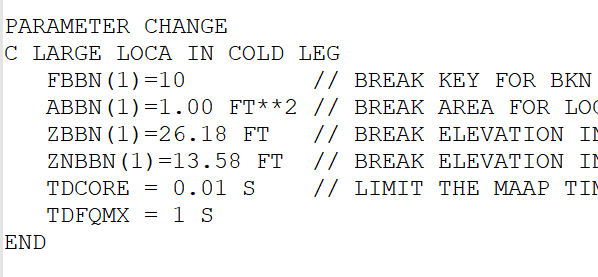 PARAMETER CHANGE
C LARGE LOCA IN COLD LEG
FBBN(1)=10 // BREAK KEY FOR BKN
ABBN(1)=1.00 FT**2 // BREAK AREA FOR LOC
ZBBN(1)=26.18 FT // BREAK ELEVATION IN
ZNBBN(1)=13.58 FT // BREAK ELEVATION IN
TDCORE = 0.01 S // LIMIT THE MAAP TIM
TDFQMX = 1 S
END